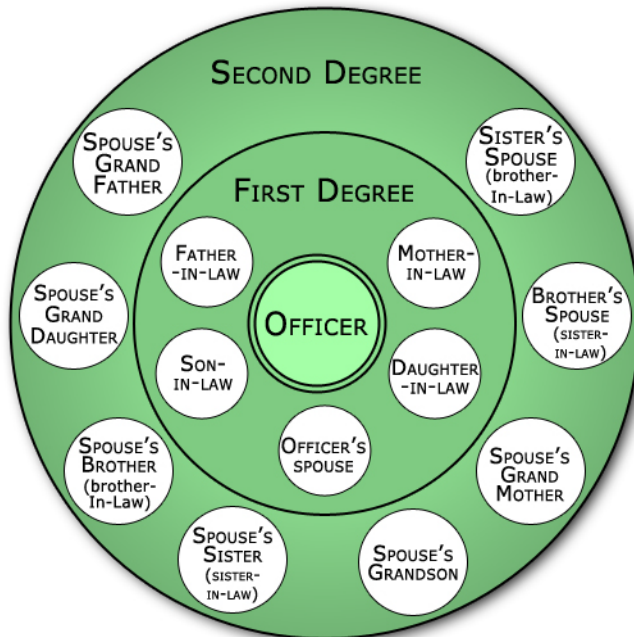 SECOND DEGREE
SPOUSE'S
GRAND
FATHER
SISTER'S
SPOUSE
(brother-
In-Law)
FIRST DEGREE
FATHER
-IN-LAW
MOTHER-
IN-LAW
SPOUSE'S
GRAND
DAUGHTER
OFFICER
BROTHER'S
SPOUSE
(SISTER-
IN-LAW)
SON-
IN-LAW
DAUGHTER
-IN-LAW
SPOUSE'S
BROTHER
(brother-
In-Law)
OFFICER'S
SPOUSE
SPOUSE'S
GRAND
MOTHER
SPOUSE'S
SISTER
(SISTER-
IN-LAW)
SPOUSE'S
GRANDSON